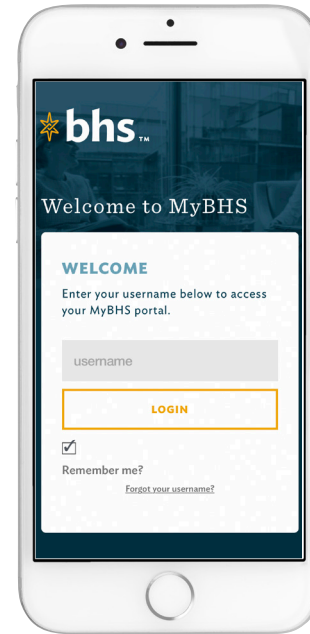 bhs™
Welcome to MyBHS
WELCOME
Enter your username below to access
your MyBHS portal.
username
LOGIN
Remember me?
Forgot your username?